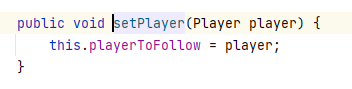 public void setPlayer(Player player) {
    this.playerToFollow = player;
}